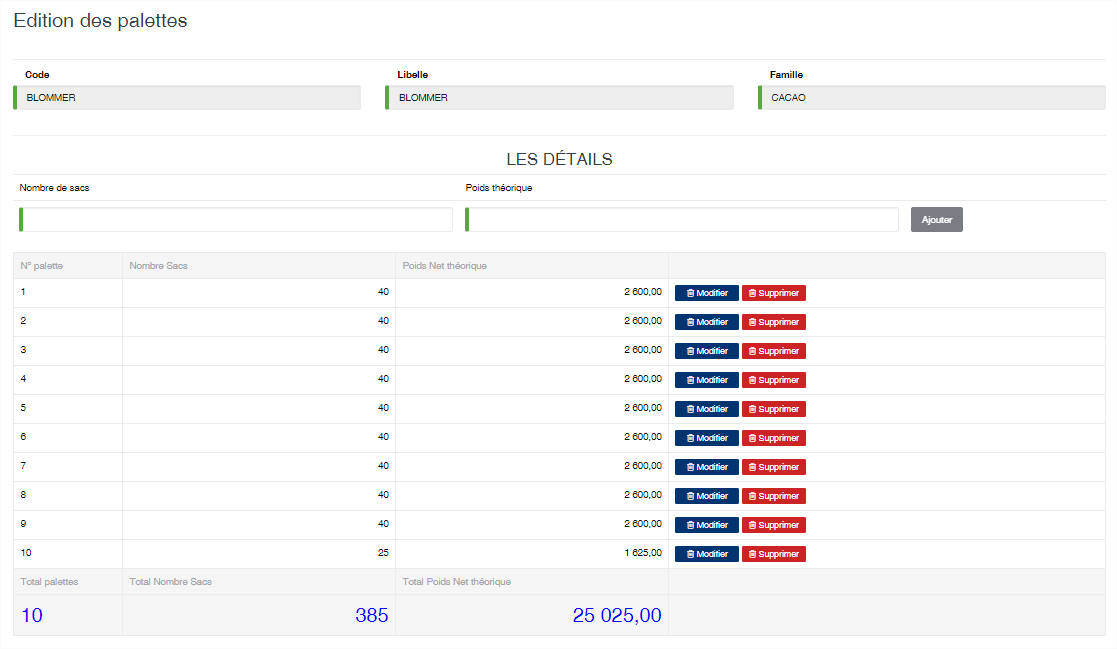 Edition des palettes
Code Libelle Famille
BLOMMER BLOMMER CACAO
LES DÉTAILS
Nombre de sacs Poids théorique
Ajouter
N° palette Nombre Sacs Poids Net théorique
1 40 2 600,00 Modifier Supprimer
2 40 2 600,00 Modifier Supprimer
3 40 2 600,00 Modifier Supprimer
4 40 2 600,00 Modifier Supprimer
5 40 2 600,00 Modifier Supprimer
6 40 2 600,00 Modifier Supprimer
7 40 2 600,00 Modifier Supprimer
8 40 2 600,00 Modifier Supprimer
9 40 2 600,00 Modifier Supprimer
10 25 1 625,00 Modifier Supprimer
Total palettes Total Nombre Sacs Total Poids Net théorique
10 385 25 025,00